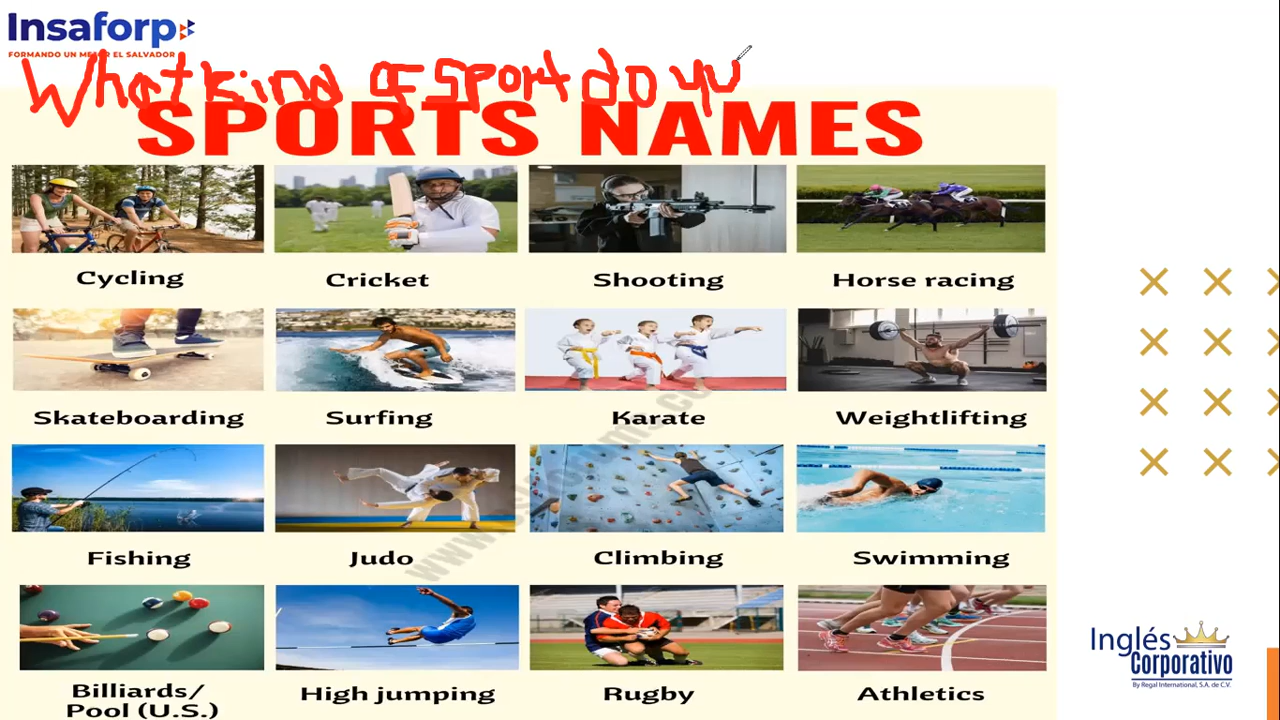 Insaforp
FORMANDO UN MEJOR EL SALVADOR
What kind of sport do you
SPORTS NAMES
Cycling Cricket Shooting Horse racing
Skateboarding Surfing Karate Weightlifting
Fishing Judo Climbing Swimming
Billiards/ High jumping Rugby Athletics
Pool (U.S.)
Inglés
Corporativo
By Regal International, S.A. de C.V.